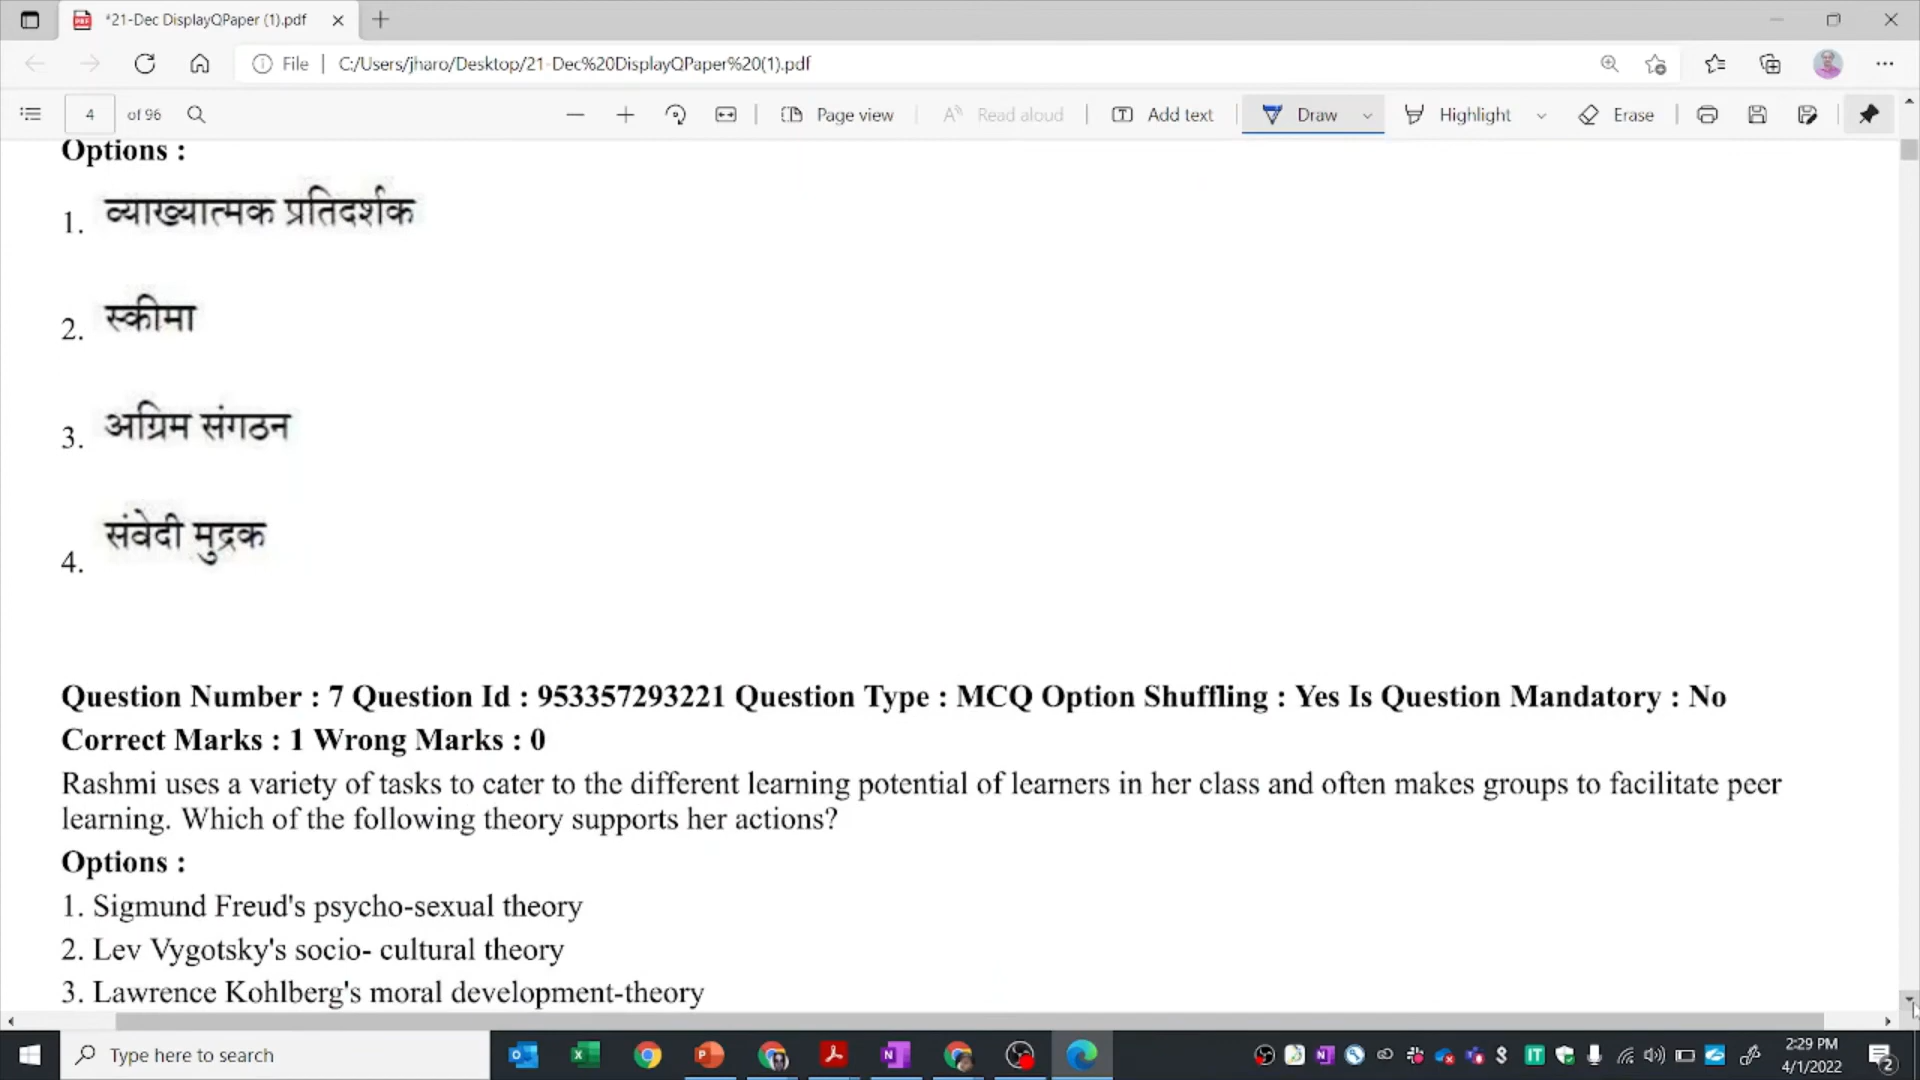 *21-Dec DisplayQPaper (1).pdf
File | C:/Users/jharo/Desktop/21-Dec%20DisplayQPaper%20(1).pdf
4 of 96 Page view Read aloud Add text Draw Highlight Erase
Options :
1. व्याख्यात्मक प्रतिदर्शक
2. स्कीमा
3. अग्रिम संगठन
4. संवेदी मुद्रक
Question Number : 7 Question Id : 953357293221 Question Type : MCQ Option Shuffling : Yes Is Question Mandatory : No
Correct Marks : 1 Wrong Marks : 0
Rashmi uses a variety of tasks to cater to the different learning potential of learners in her class and often makes groups to facilitate peer
learning. Which of the following theory supports her actions?
Options :
1. Sigmund Freud's psycho-sexual theory
2. Lev Vygotsky's socio- cultural theory
3. Lawrence Kohlberg's moral development-theory
Type here to search
2:29 PM
4/1/2022
2